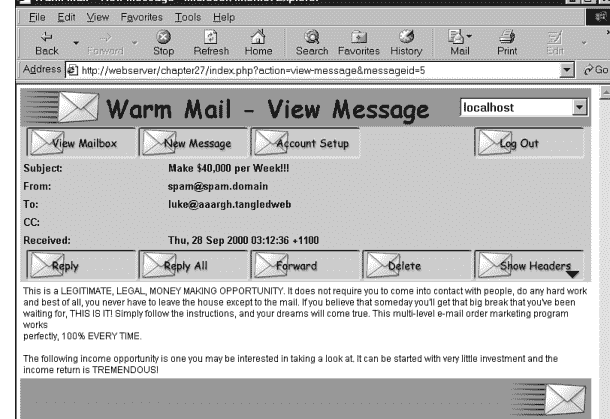 File Edit View Favorites Tools Help
Back Forward Stop Refresh Home Search Favorites History Mail Print Edit
Address http://webserver/chapter27/index.php?action=view-message&messageid=5 Go
Warm Mail - View Message localhost
View Mailbox New Message Account Setup Log Out
Subject: Make $40,000 per Week!!!
From: spam@spam.domain
To: luke@aaargh.tangledweb
CC:
Received: Thu, 28 Sep 2000 03:12:36 +1100
Reply Reply All Forward Delete Show Headers
This is a LEGITIMATE, LEGAL, MONEY MAKING OPPORTUNITY. It does not require you to come into contact with people, do any hard work
and best of all, you never have to leave the house except to the mail. If you believe that someday you'll get that big break that you've been
waiting for, THIS IS IT! Simply follow the instructions, and your dreams will come true. This multi-level e-mail order marketing program
works
perfectly, 100% EVERY TIME.
The following income opportunity is one you may be interested in taking a look at. It can be started with very little investment and the
income return is TREMENDOUS!